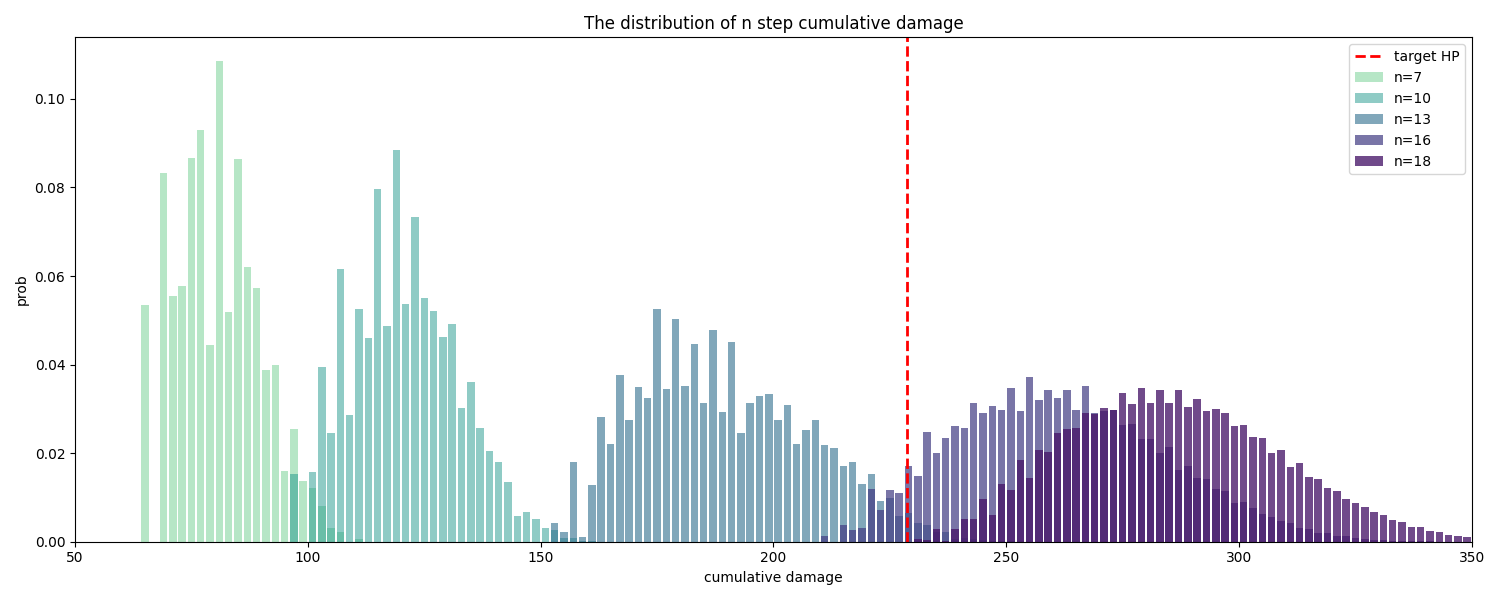 The distribution of n step cumulative damage
prob
0.10
0.08
0.06
0.04
0.02
0.00
target HP
n=7
n=10
n=13
n=16
n=18
50
100
150
200
250
300
350
cumulative damage